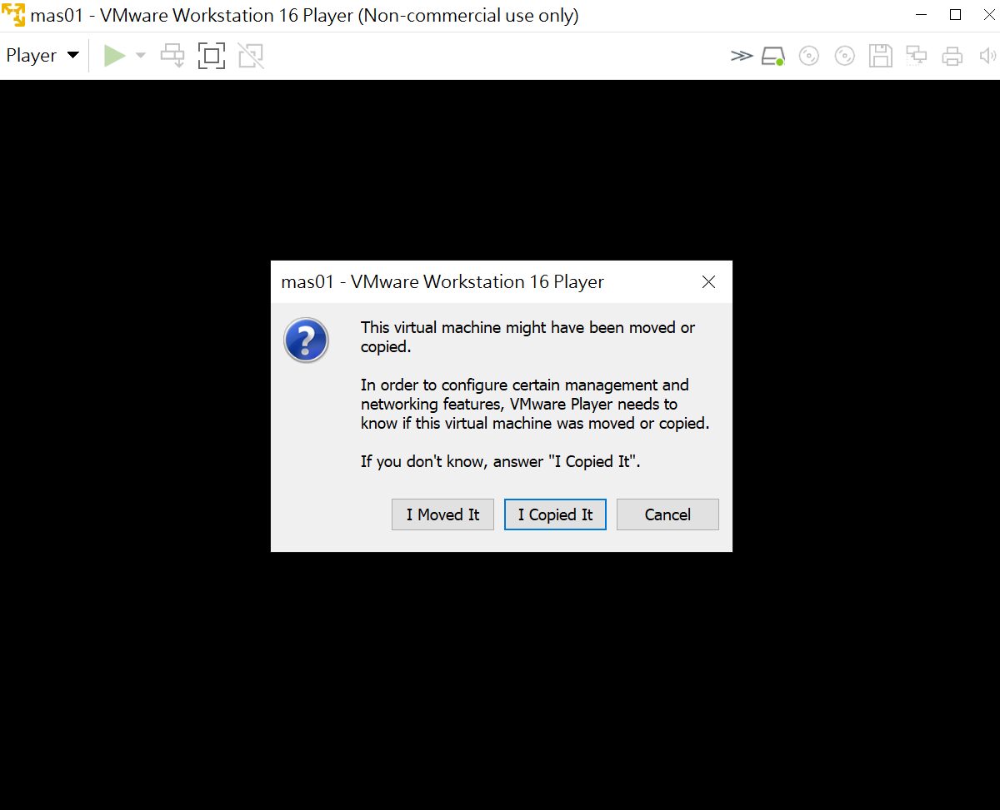 mas01 - VMware Workstation 16 Player (Non-commercial use only)
Player
mas01 - VMware Workstation 16 Player
This virtual machine might have been moved or
copied.
In order to configure certain management and
networking features, VMware Player needs to
know if this virtual machine was moved or copied.
If you don't know, answer "I Copied It".
I Moved It
I Copied It
Cancel